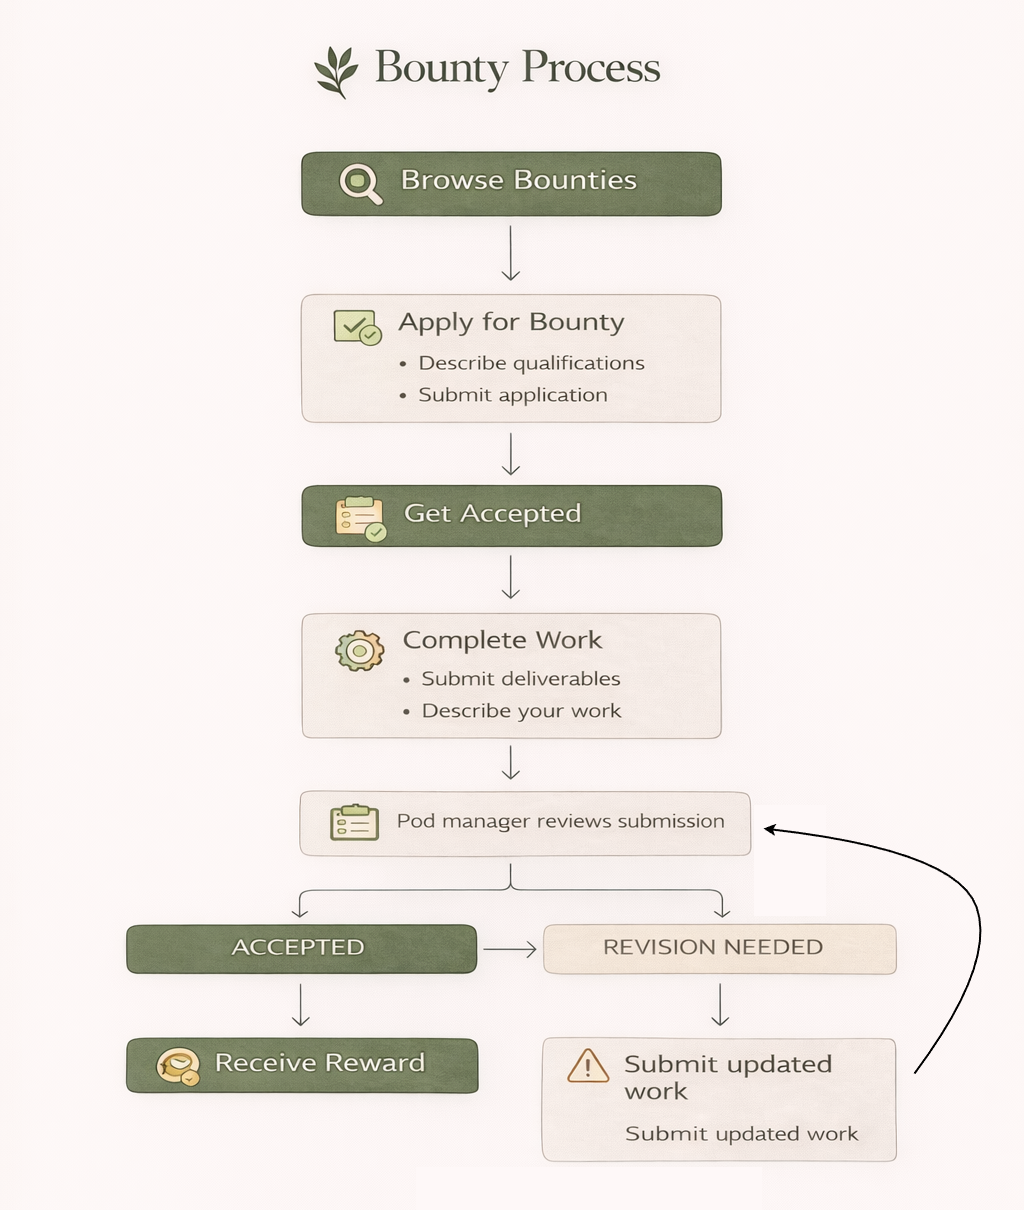 Bounty Process
Browse Bounties
Apply for Bounty
• Describe qualifications
• Submit application
Get Accepted
Complete Work
• Submit deliverables
• Describe your work
Pod manager reviews submission
ACCEPTED
REVISION NEEDED
Receive Reward
Submit updated
work
Submit updated work